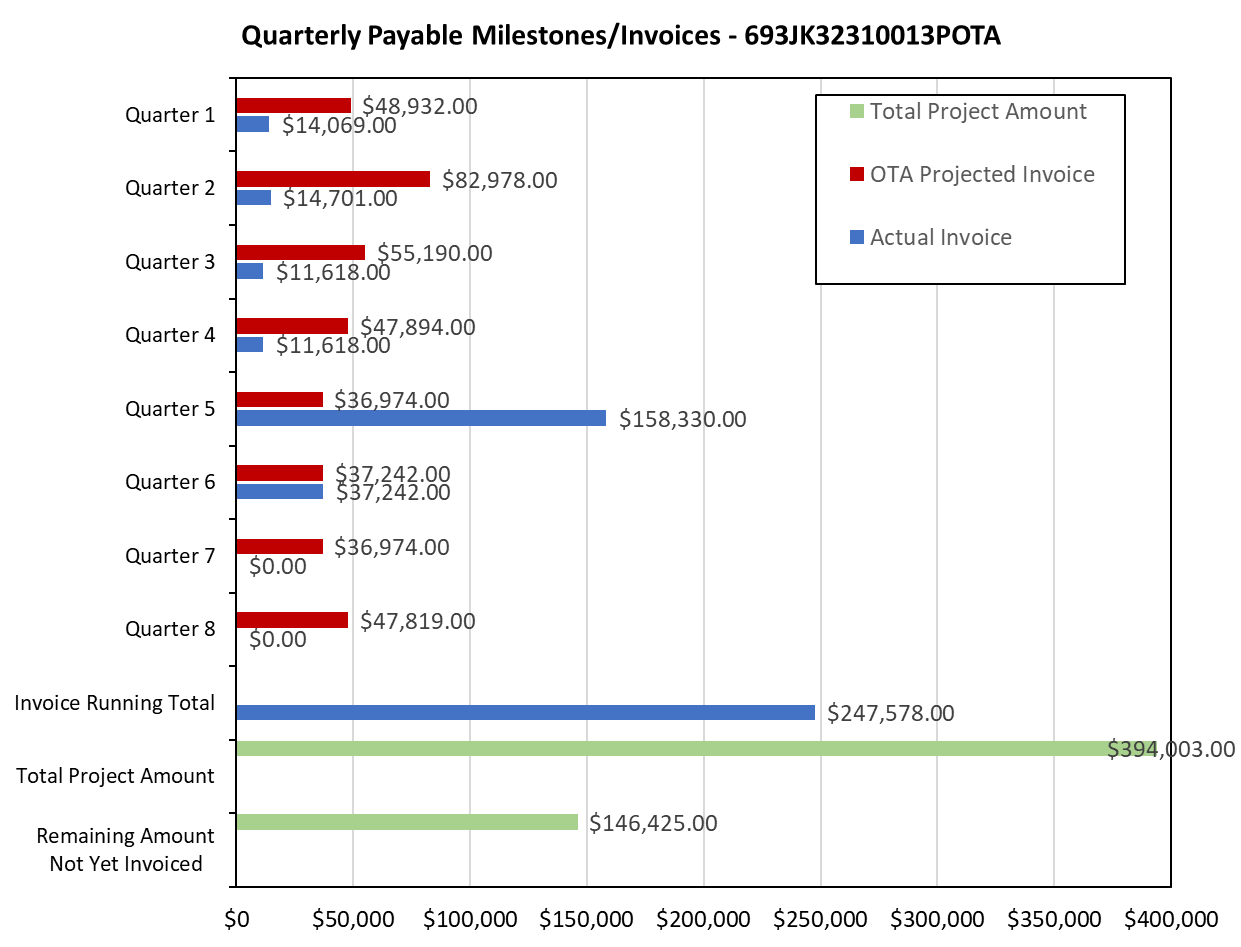 Quarterly Payable Milestones/Invoices - 693JK32310013POTA
Total Project Amount
OTA Projected Invoice
Actual Invoice
Quarter 1
$48,932.00
$14,069.00
Quarter 2
$82,978.00
$14,701.00
Quarter 3
$55,190.00
$11,618.00
Quarter 4
$47,894.00
$11,618.00
Quarter 5
$36,974.00
$158,330.00
Quarter 6
$37,242.00
$37,242.00
Quarter 7
$36,974.00
$0.00
Quarter 8
$47,819.00
$0.00
Invoice Running Total
$247,578.00
Total Project Amount
$394,003.00
Remaining Amount
Not Yet Invoiced
$146,425.00
$0 $50,000 $100,000 $150,000 $200,000 $250,000 $300,000 $350,000 $400,000